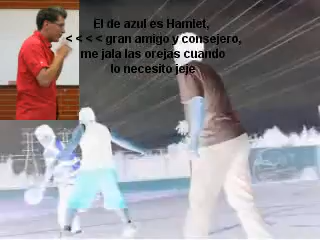 El de azul es Hamlet,
< < < < gran amigo y consejero,
me jala las orejas cuando
lo necesito jeje